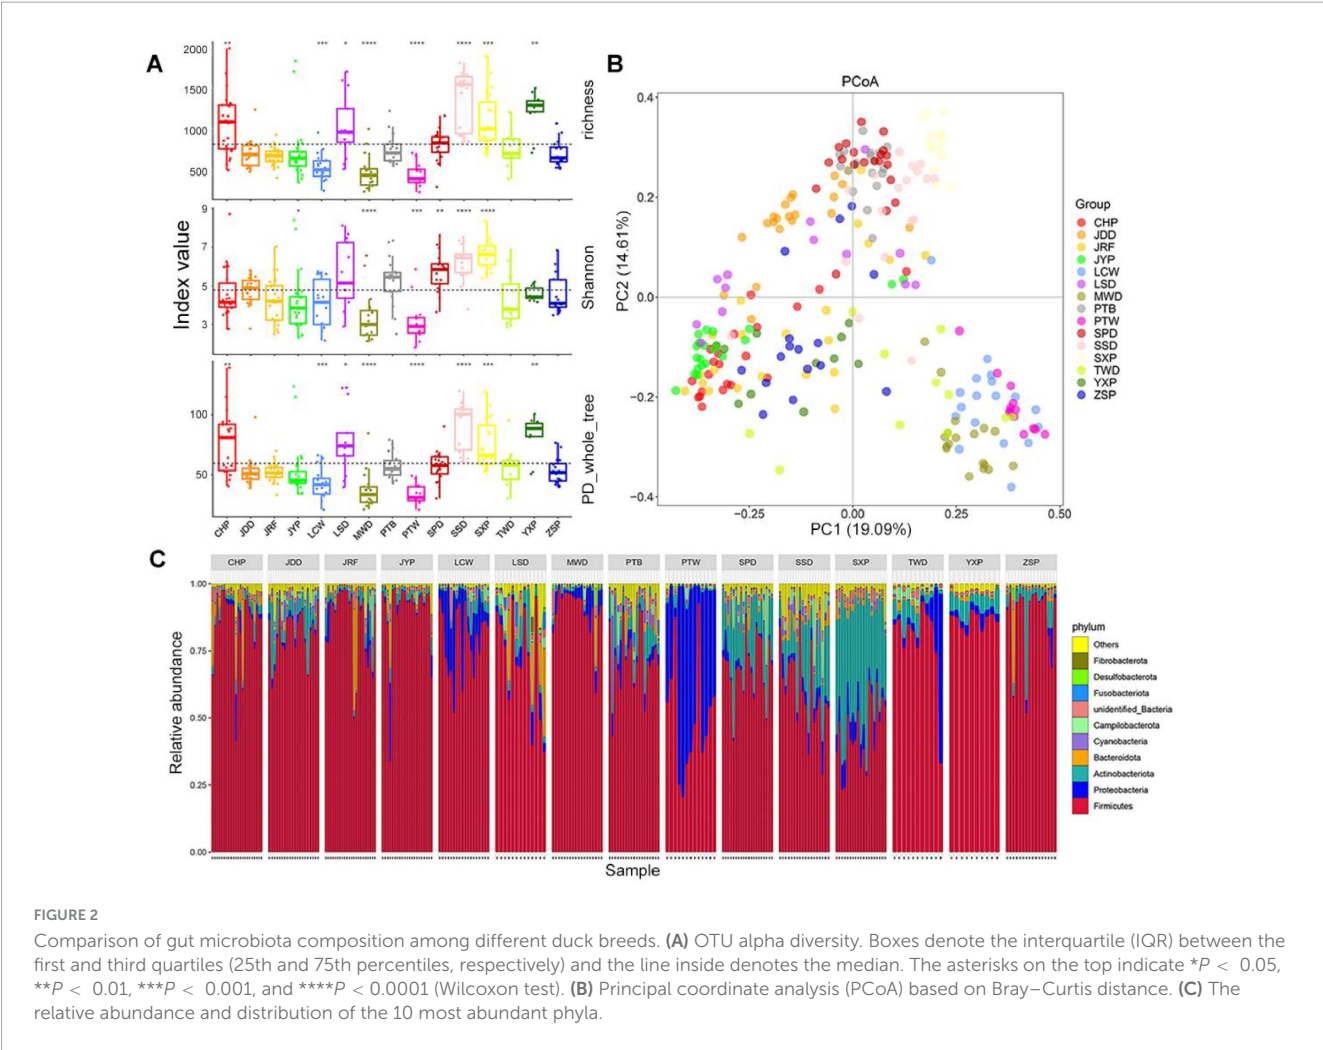 A
** *** * **** **** **** *** **
2000
1500
1000
500
richness
* **** *** ** **** ****
9
7
5
3
Shannon
Index value
** *** * **** **** **** *** **
100
50
PD_whole_tree
CHP JDD JRF JYP LCW LSD MWD PTB PTW SPD SSD SXP TWD YXP ZSP
B
PCoA
0.4
0.2
0.0
−0.2
−0.4
PC2 (14.61%)
−0.25 0.00 0.25 0.50
PC1 (19.09%)
Group
CHP
JDD
JRF
JYP
LCW
LSD
MWD
PTB
PTW
SPD
SSD
SXP
TWD
YXP
ZSP
C
CHP JDD JRF JYP LCW LSD MWD PTB PTW SPD SSD SXP TWD YXP ZSP
1.00
0.75
0.50
0.25
0.00
Relative abundance
Sample
phylum
Others
Fibrobacterota
Desulfobacterota
Fusobacteriota
unidentified_Bacteria
Campilobacterota
Cyanobacteria
Bacteroidota
Actinobacteriota
Proteobacteria
Firmicutes
FIGURE 2
Comparison of gut microbiota composition among different duck breeds. (A) OTU alpha diversity. Boxes denote the interquartile (IQR) between the
first and third quartiles (25th and 75th percentiles, respectively) and the line inside denotes the median. The asterisks on the top indicate *P < 0.05,
**P < 0.01, ***P < 0.001, and ****P < 0.0001 (Wilcoxon test). (B) Principal coordinate analysis (PCoA) based on Bray–Curtis distance. (C) The
relative abundance and distribution of the 10 most abundant phyla.